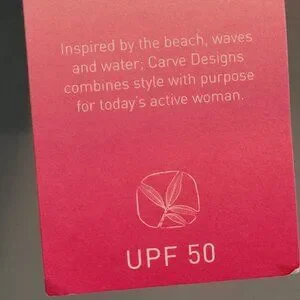 Inspired by the beach, waves
and water; Carve Designs
combines style with purpose
for today's active woman.
UPF 50